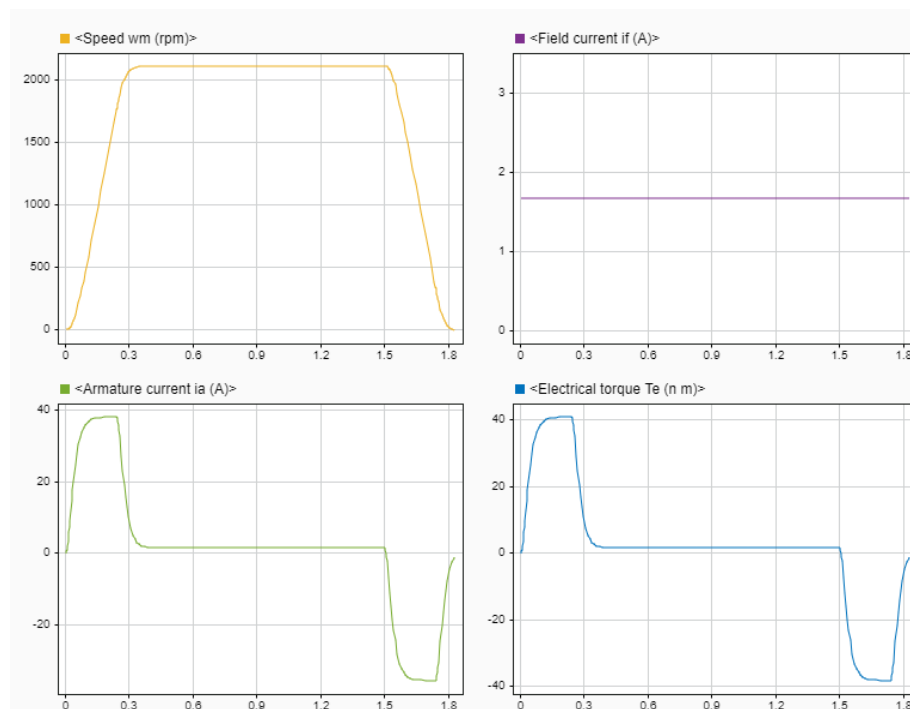 <Speed wm (rpm)>
2000
1500
1000
500
0
0 0.3 0.6 0.9 1.2 1.5 1.8
<Field current if (A)>
3
2
1
0
0 0.3 0.6 0.9 1.2 1.5 1.8
<Armature current ia (A)>
40
20
0
-20
0 0.3 0.6 0.9 1.2 1.5 1.8
<Electrical torque Te (n m)>
40
20
0
-20
-40
0 0.3 0.6 0.9 1.2 1.5 1.8